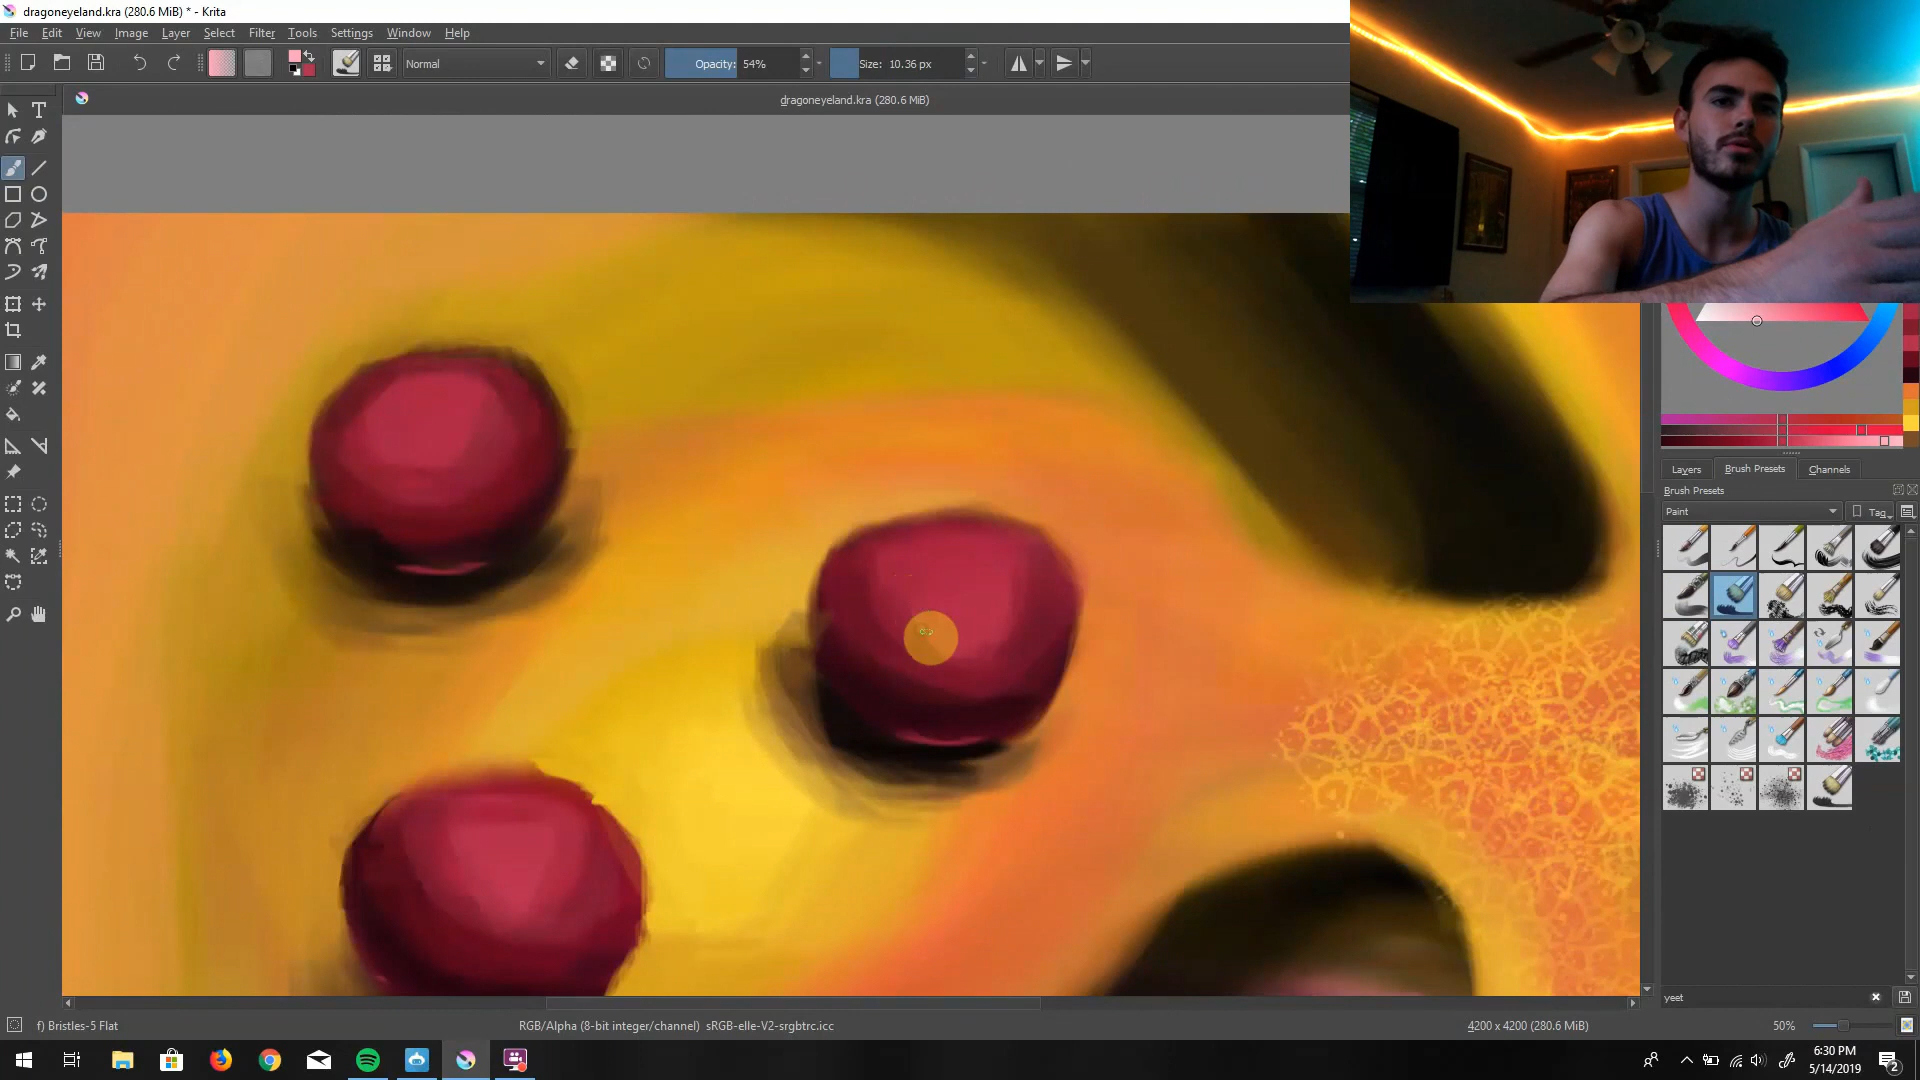 dragoneyeland.kra (280.6 MiB) * - Krita
File Edit View Image Layer Select Filter Tools Settings Window Help
Normal Opacity: 54% Size: 10.36 px
dragoneyeland.kra (280.6 MiB)
Layers Brush Presets Channels
Brush Presets
Paint Tag
yeet
f) Bristles-5 Flat RGB/Alpha (8-bit integer/channel) sRGB-elle-V2-srgbtrc.icc 4200 x 4200 (280.6 MiB) 50%
6:30 PM
5/14/2019
2